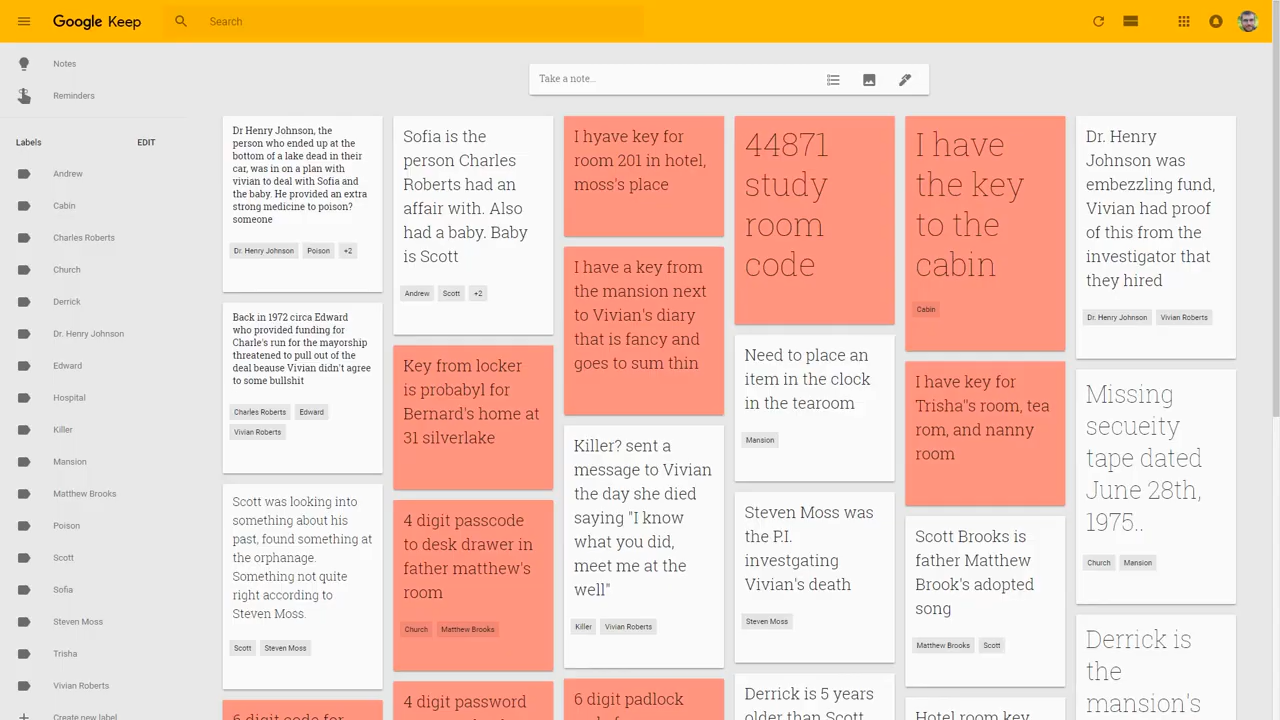 Google Keep
Search
Notes
Reminders
Labels
EDIT
Andrew
Cabin
Charles Roberts
Church
Derrick
Dr. Henry Johnson
Edward
Hospital
Killer
Mansion
Matthew Brooks
Poison
Scott
Sofia
Steven Moss
Trisha
Vivian Roberts
Create new label
Take a note...
Dr Henry Johnson, the
person who ended up at the
bottom of a lake dead in their
car, was in on a plan with
vivian to deal with Sofia and
the baby. He provided an extra
strong medicine to poison?
someone
Dr. Henry Johnson
Poison
+2
Back in 1972 circa Edward
who provided funding for
Charle's run for the mayorship
threatened to pull out of the
deal beause Vivian didn't agree
to some bullshit
Charles Roberts
Edward
Vivian Roberts
Scott was looking into
something about his
past, found something at
the orphanage.
Something not quite
right according to
Steven Moss.
Scott
Steven Moss
6 digit code for
Sofia is the
person Charles
Roberts had an
affair with. Also
had a baby. Baby
is Scott
Andrew
Scott
+2
Key from locker
is probabyl for
Bernard's home at
31 silverlake
4 digit passcode
to desk drawer in
father matthew's
room
Church
Matthew Brooks
4 digit password
I hyave key for
room 201 in hotel,
moss's place
I have a key from
the mansion next
to Vivian's diary
that is fancy and
goes to sum thin
Killer? sent a
message to Vivian
the day she died
saying "I know
what you did,
meet me at the
well"
Killer
Vivian Roberts
6 digit padlock
44871
study
room
code
Need to place an
item in the clock
in the tearoom
Mansion
Steven Moss was
the P.I.
investgating
Vivian's death
Steven Moss
Derrick is 5 years
older than Scott
I have
the key
to the
cabin
Cabin
I have key for
Trisha"s room, tea
rom, and nanny
room
Scott Brooks is
father Matthew
Brook's adopted
song
Matthew Brooks
Scott
Hotel room key
Dr. Henry
Johnson was
embezzling fund,
Vivian had proof
of this from the
investigator that
they hired
Dr. Henry Johnson
Vivian Roberts
Missing
secueity
tape dated
June 28th,
1975..
Church
Mansion
Derrick is
the
mansion's